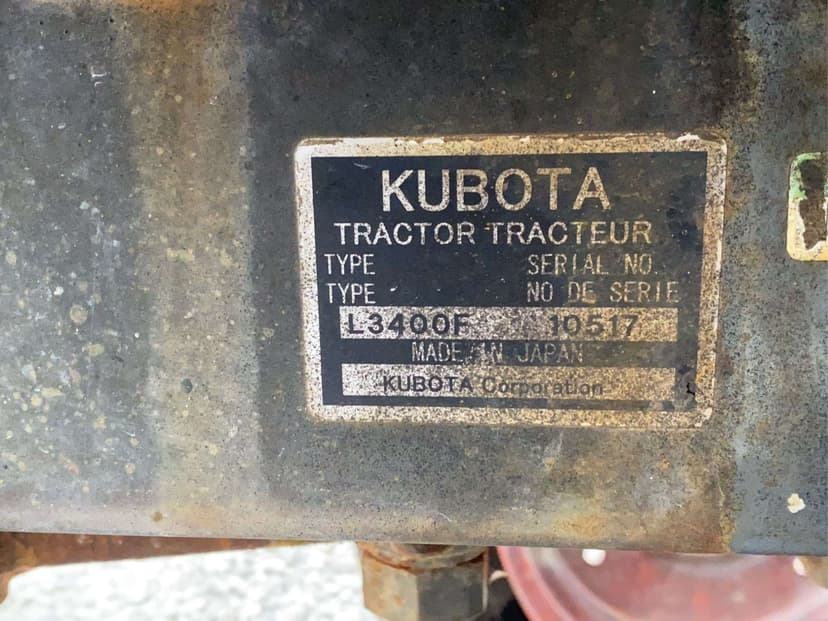 KUBOTA
TRACTOR TRACTEUR
TYPE SERIAL NO.
TYPE NO DE SERIE
L3400F 10517
MADE IN JAPAN
KUBOTA Corporation